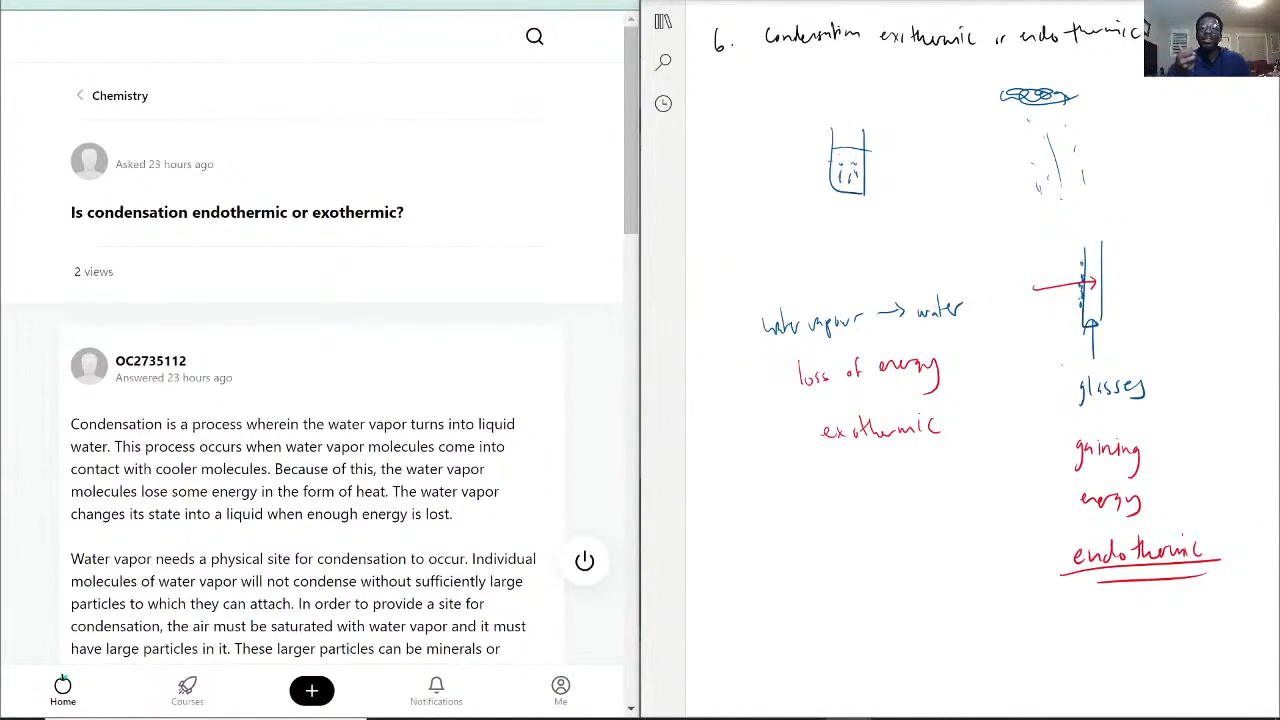 Chemistry
Asked 23 hours ago
Is condensation endothermic or exothermic?
2 views
OC2735112
Answered 23 hours ago
Condensation is a process wherein the water vapor turns into liquid
water. This process occurs when water vapor molecules come into
contact with cooler molecules. Because of this, the water vapor
molecules lose some energy in the form of heat. The water vapor
changes its state into a liquid when enough energy is lost.
Water vapor needs a physical site for condensation to occur. Individual
molecules of water vapor will not condense without sufficiently large
particles to which they can attach. In order to provide a site for
condensation, the air must be saturated with water vapor and it must
have large particles in it. These larger particles can be minerals or
Home
Courses
Notifications
Me
6. Condensation exithermic or endothermic
water vapour → water
loss of energy
exothermic
glasses
gaining
energy
endothermic